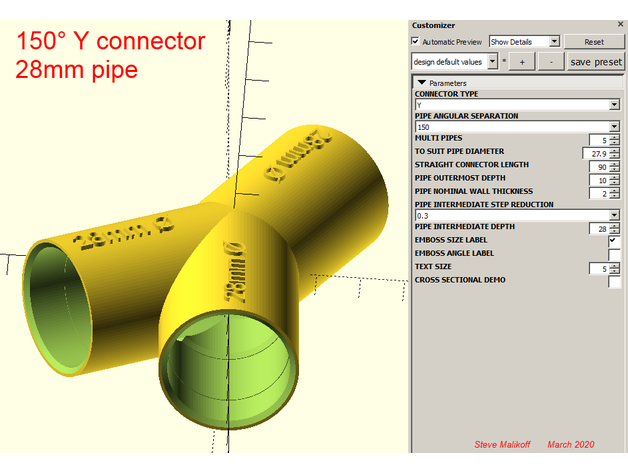 150° Y connector
28mm pipe
28mm Ø
28mm Ø
28mm Ø
Customizer
Automatic Preview
Show Details
Reset
design default values
+
-
save preset
Parameters
CONNECTOR TYPE
Y
PIPE ANGULAR SEPARATION
150
MULTI PIPES 5
TO SUIT PIPE DIAMETER 27.9
STRAIGHT CONNECTOR LENGTH 90
PIPE OUTERMOST DEPTH 10
PIPE NOMINAL WALL THICKNESS 2
PIPE INTERMEDIATE STEP REDUCTION
0.3
PIPE INTERMEDIATE DEPTH 28
EMBOSS SIZE LABEL
EMBOSS ANGLE LABEL
TEXT SIZE 5
CROSS SECTIONAL DEMO
Steve Malikoff March 2020